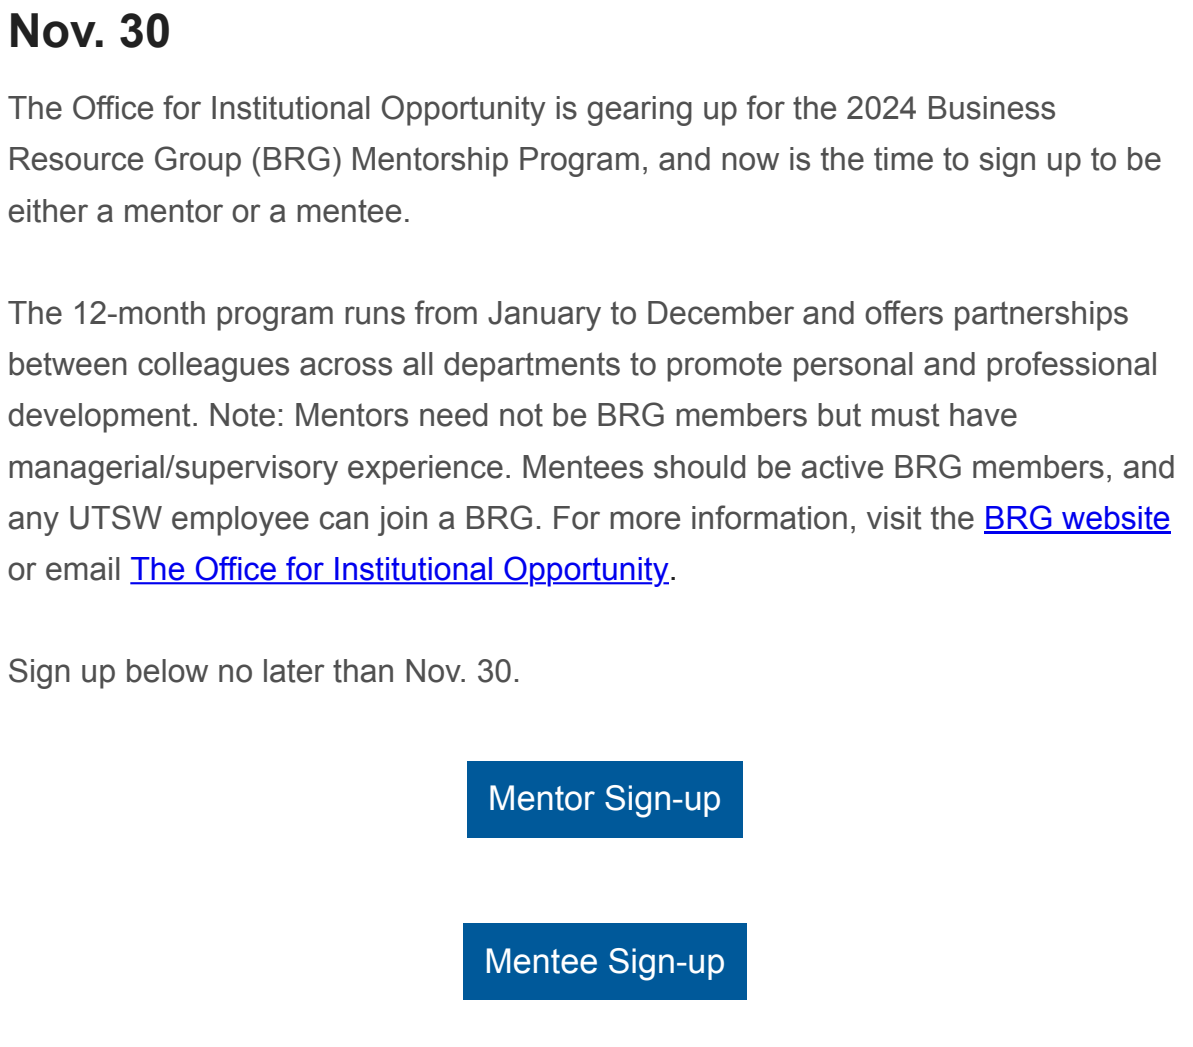 Nov. 30
The Office for Institutional Opportunity is gearing up for the 2024 Business
Resource Group (BRG) Mentorship Program, and now is the time to sign up to be
either a mentor or a mentee.
The 12-month program runs from January to December and offers partnerships
between colleagues across all departments to promote personal and professional
development. Note: Mentors need not be BRG members but must have
managerial/supervisory experience. Mentees should be active BRG members, and
any UTSW employee can join a BRG. For more information, visit the BRG website
or email The Office for Institutional Opportunity.
Sign up below no later than Nov. 30.
Mentor Sign-up
Mentee Sign-up